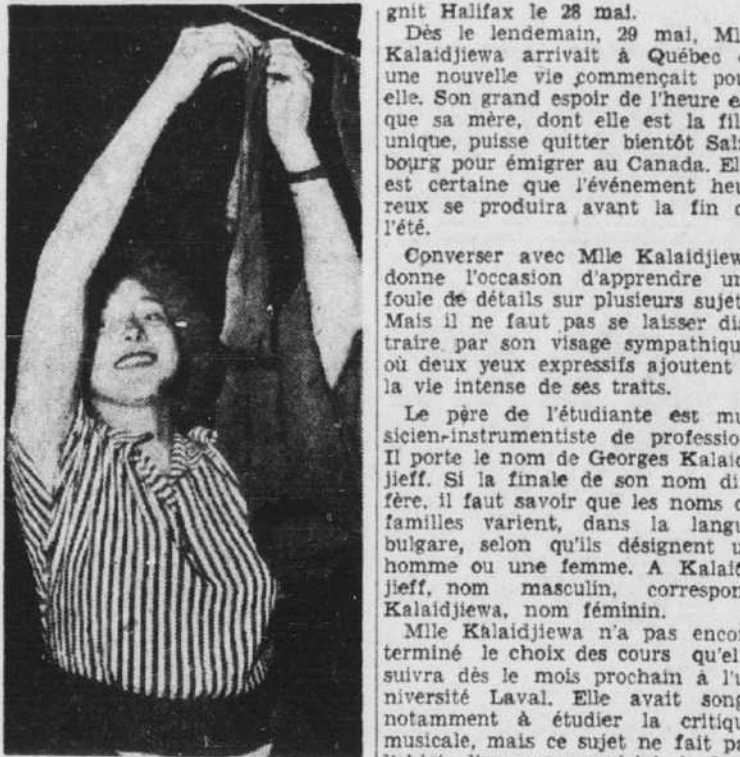 gnit Halifax le 28 mai.
Dès le lendemain, 29 mai, Ml
Kalaidjiewa arrivait à Québec
une nouvelle vie commençait pou
elle. Son grand espoir de l'heure e
que sa mère, dont elle est la fil
unique, puisse quitter bientôt Salz
bourg pour émigrer au Canada. El
est certaine que l'événement heu
reux se produira avant la fin d
l'été.
Converser avec Mlle Kalaidjiew
donne l'occasion d'apprendre un
foule de détails sur plusieurs sujet
Mais il ne faut pas se laisser dis
traire par son visage sympathiqu
où deux yeux expressifs ajoutent
la vie intense de ses traits.
Le père de l'étudiante est mu
sicien-instrumentiste de profession
Il porte le nom de Georges Kalaid
jieff. Si la finale de son nom dif
fère, il faut savoir que les noms d
familles varient, dans la langu
bulgare, selon qu'ils désignent u
homme ou une femme. A Kalaid
jieff, nom masculin, correspon
Kalaidjiewa, nom féminin.
Mlle Kalaidjiewa n'a pas encor
terminé le choix des cours qu'el
suivra dès le mois prochain à l'u
niversité Laval. Elle avait song
notamment à étudier la critiqu
musicale, mais ce sujet ne fait pa